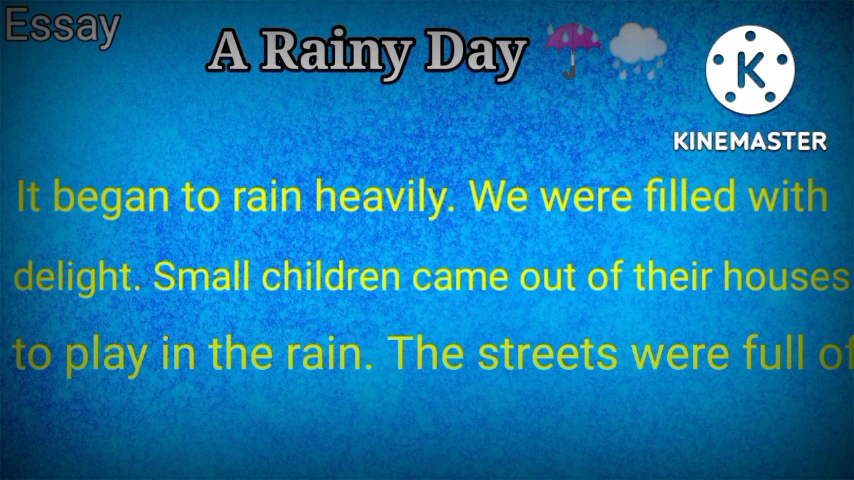 Essay
A Rainy Day
KINEMASTER
It began to rain heavily. We were filled with
delight. Small children came out of their houses
to play in the rain. The streets were full of